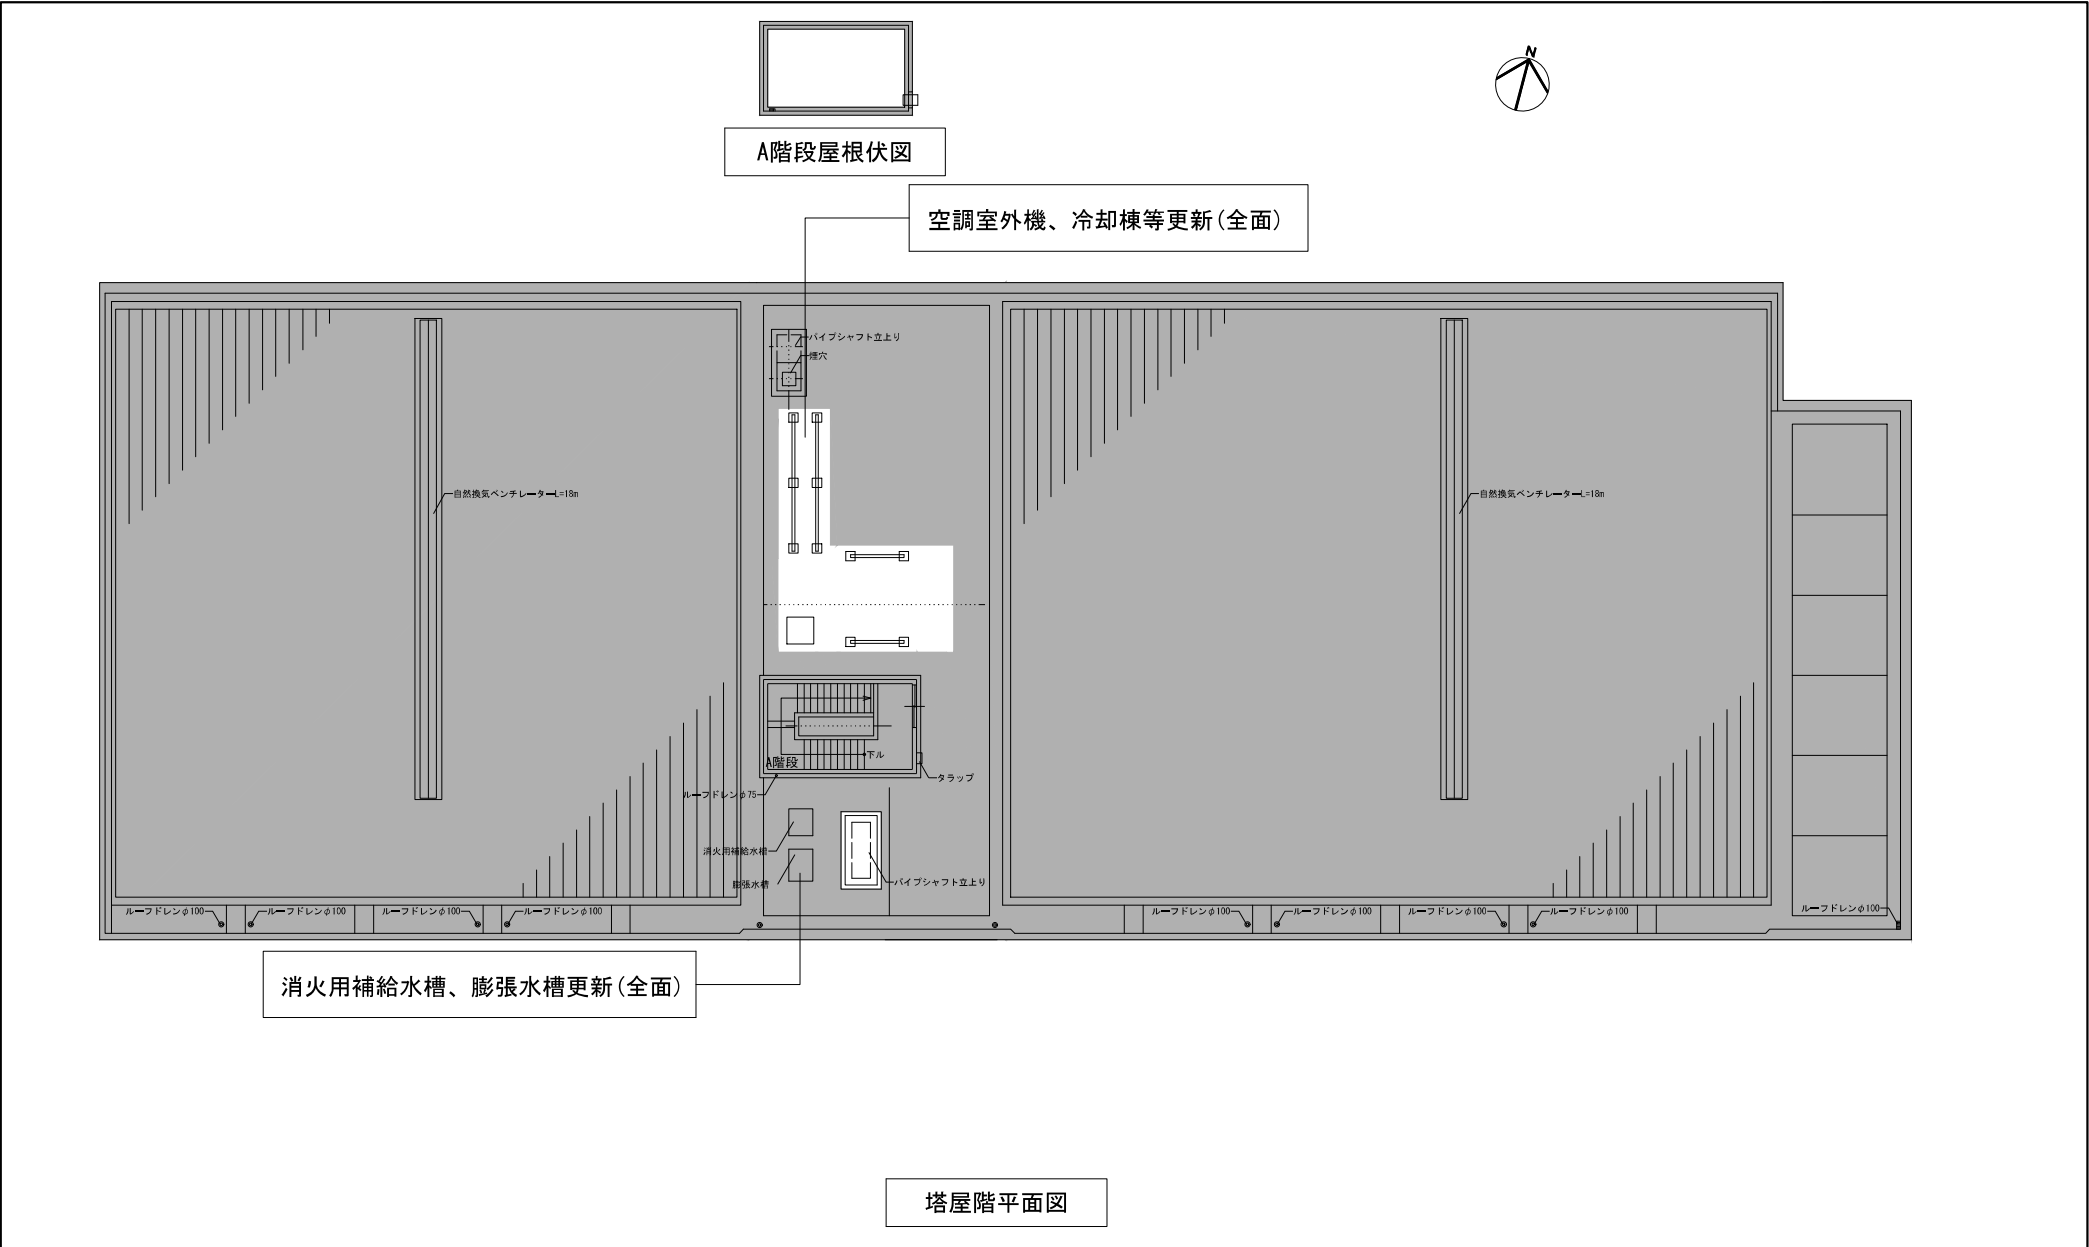 N
A階段屋根伏図
空調室外機、冷却棟等更新(全面)
パイプシャフト立上り
煙穴
自然換気ベンチレーターL=18m
自然換気ベンチレーターL=18m
下ル
A階段
タラップ
ルーフドレンφ75
消火用補給水槽
膨張水槽
パイプシャフト立上り
ルーフドレンφ100
ルーフドレンφ100
ルーフドレンφ100
ルーフドレンφ100
ルーフドレンφ100
ルーフドレンφ100
ルーフドレンφ100
ルーフドレンφ100
ルーフドレンφ100
消火用補給水槽、膨張水槽更新(全面)
塔屋階平面図